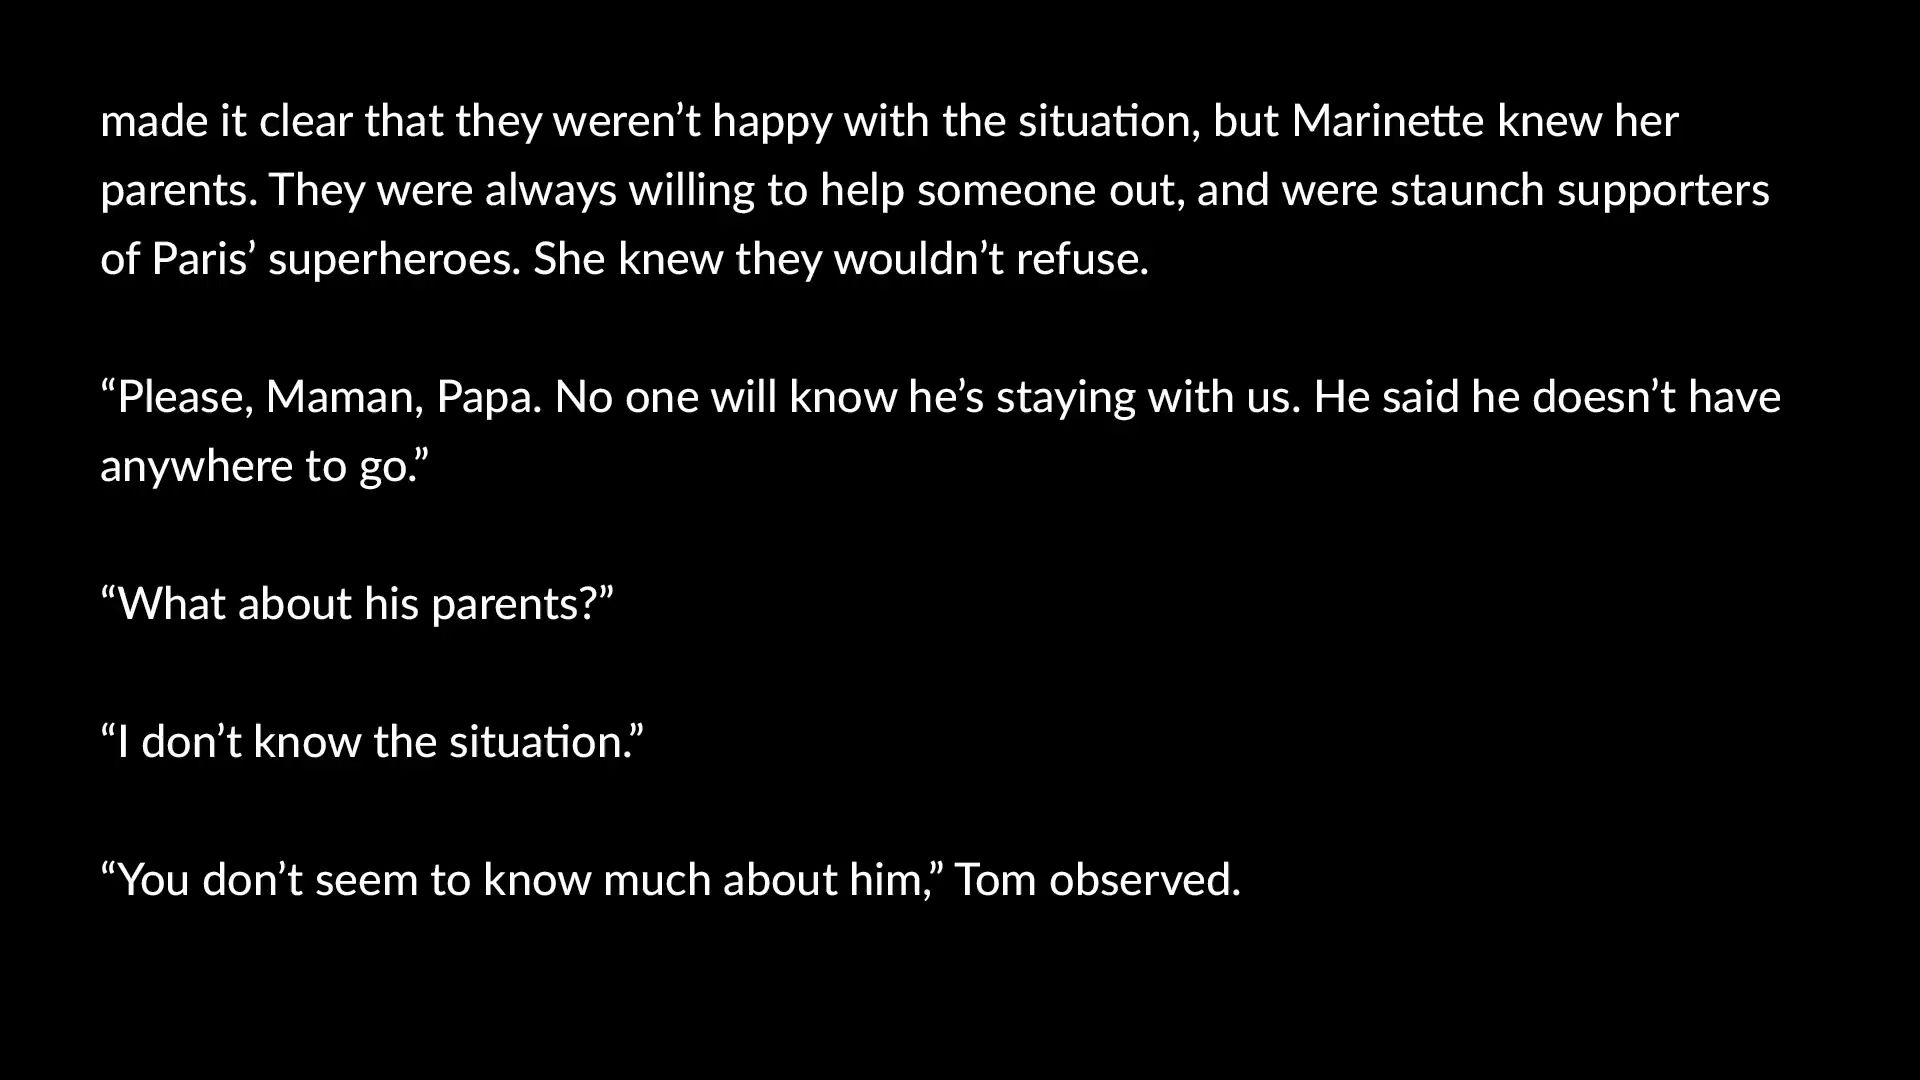 made it clear that they weren’t happy with the situation, but Marinette knew her
parents. They were always willing to help someone out, and were staunch supporters
of Paris’ superheroes. She knew they wouldn’t refuse.
“Please, Maman, Papa. No one will know he’s staying with us. He said he doesn’t have
anywhere to go.”
“What about his parents?”
“I don’t know the situation.”
“You don’t seem to know much about him,” Tom observed.